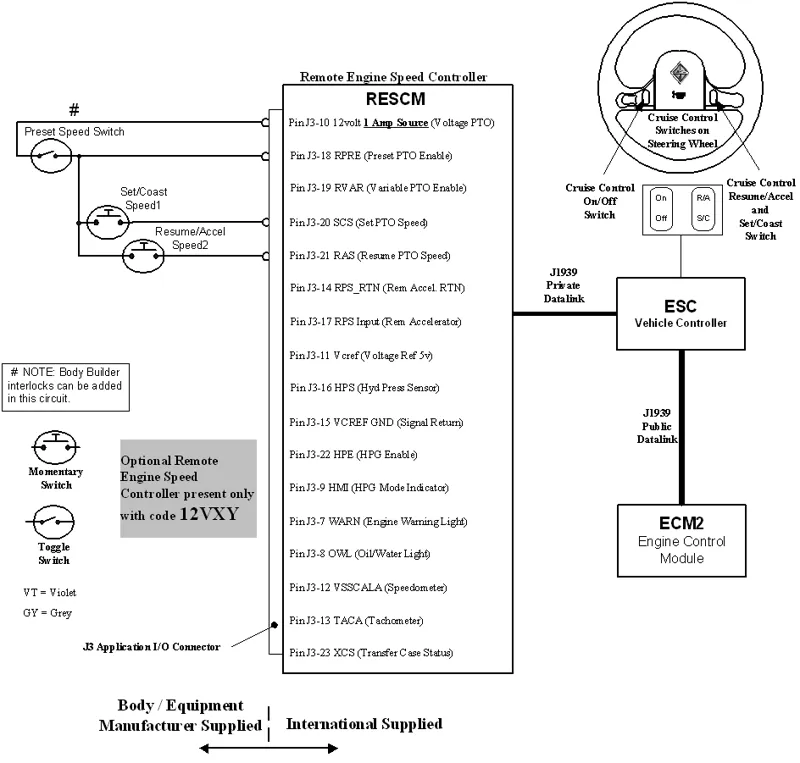 Remote Engine Speed Controller
RESCM
#
Preset Speed Switch
Set/Coast
Speed1
Resume/Accel
Speed2
Pin J3-10 12volt 1 Amp Source (Voltage PTO)
Pin J3-18 RPRE (Preset PTO Enable)
Pin J3-19 RVAR (Variable PTO Enable)
Pin J3-20 SCS (Set PTO Speed)
Pin J3-21 RAS (Resume PTO Speed)
Pin J3-14 RPS_RTN (Rem Accel. RTN)
Pin J3-17 RPS Input (Rem Accelerator)
Pin J3-11 Vcref (Voltage Ref 5v)
Pin J3-16 HPS (Hyd Press Sensor)
Pin J3-15 VCREF GND (Signal Return)
Pin J3-22 HPE (HPG Enable)
Pin J3-9 HMI (HPG Mode Indicator)
Pin J3-7 WARN (Engine Warning Light)
Pin J3-8 OWL (Oil/Water Light)
Pin J3-12 VSSCALA (Speedometer)
Pin J3-13 TACA (Tachometer)
Pin J3-23 XCS (Transfer Case Status)
Cruise Control
Switches on
Steering Wheel
Cruise Control
On/Off
Switch
On
Off
R/A
S/C
Cruise Control
Resume/Accel
and
Set/Coast
Switch
J1939
Private
Datalink
ESC
Vehicle Controller
J1939
Public
Datalink
ECM2
Engine Control
Module
# NOTE: Body Builder
interlocks can be added
in this circuit.
Momentary
Switch
Toggle
Switch
VT = Violet
GY = Grey
Optional Remote
Engine Speed
Controller present only
with code 12VXY
J3 Application I/O Connector
Body / Equipment
Manufacturer Supplied
International Supplied